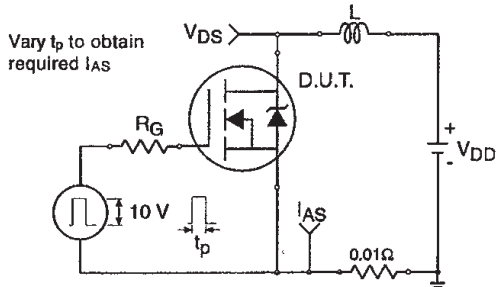 Vary tp to obtain
required IAS
VDS
L
D.U.T.
RG
+
VDD
-
10 V
tp
IAS
0.01Ω